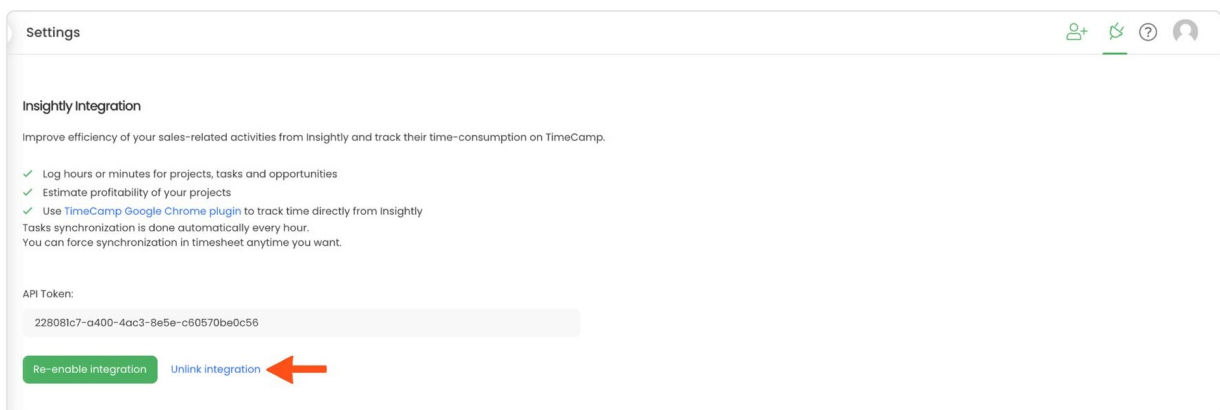 Settings
Insightly Integration
Improve efficiency of your sales-related activities from Insightly and track their time-consumption on TimeCamp.
Log hours or minutes for projects, tasks and opportunities
Estimate profitability of your projects
Use TimeCamp Google Chrome plugin to track time directly from Insightly
Tasks synchronization is done automatically every hour.
You can force synchronization in timesheet anytime you want.
API Token:
228081c7-a400-4ac3-8e5e-c60570be0c56
Re-enable integration Unlink integration